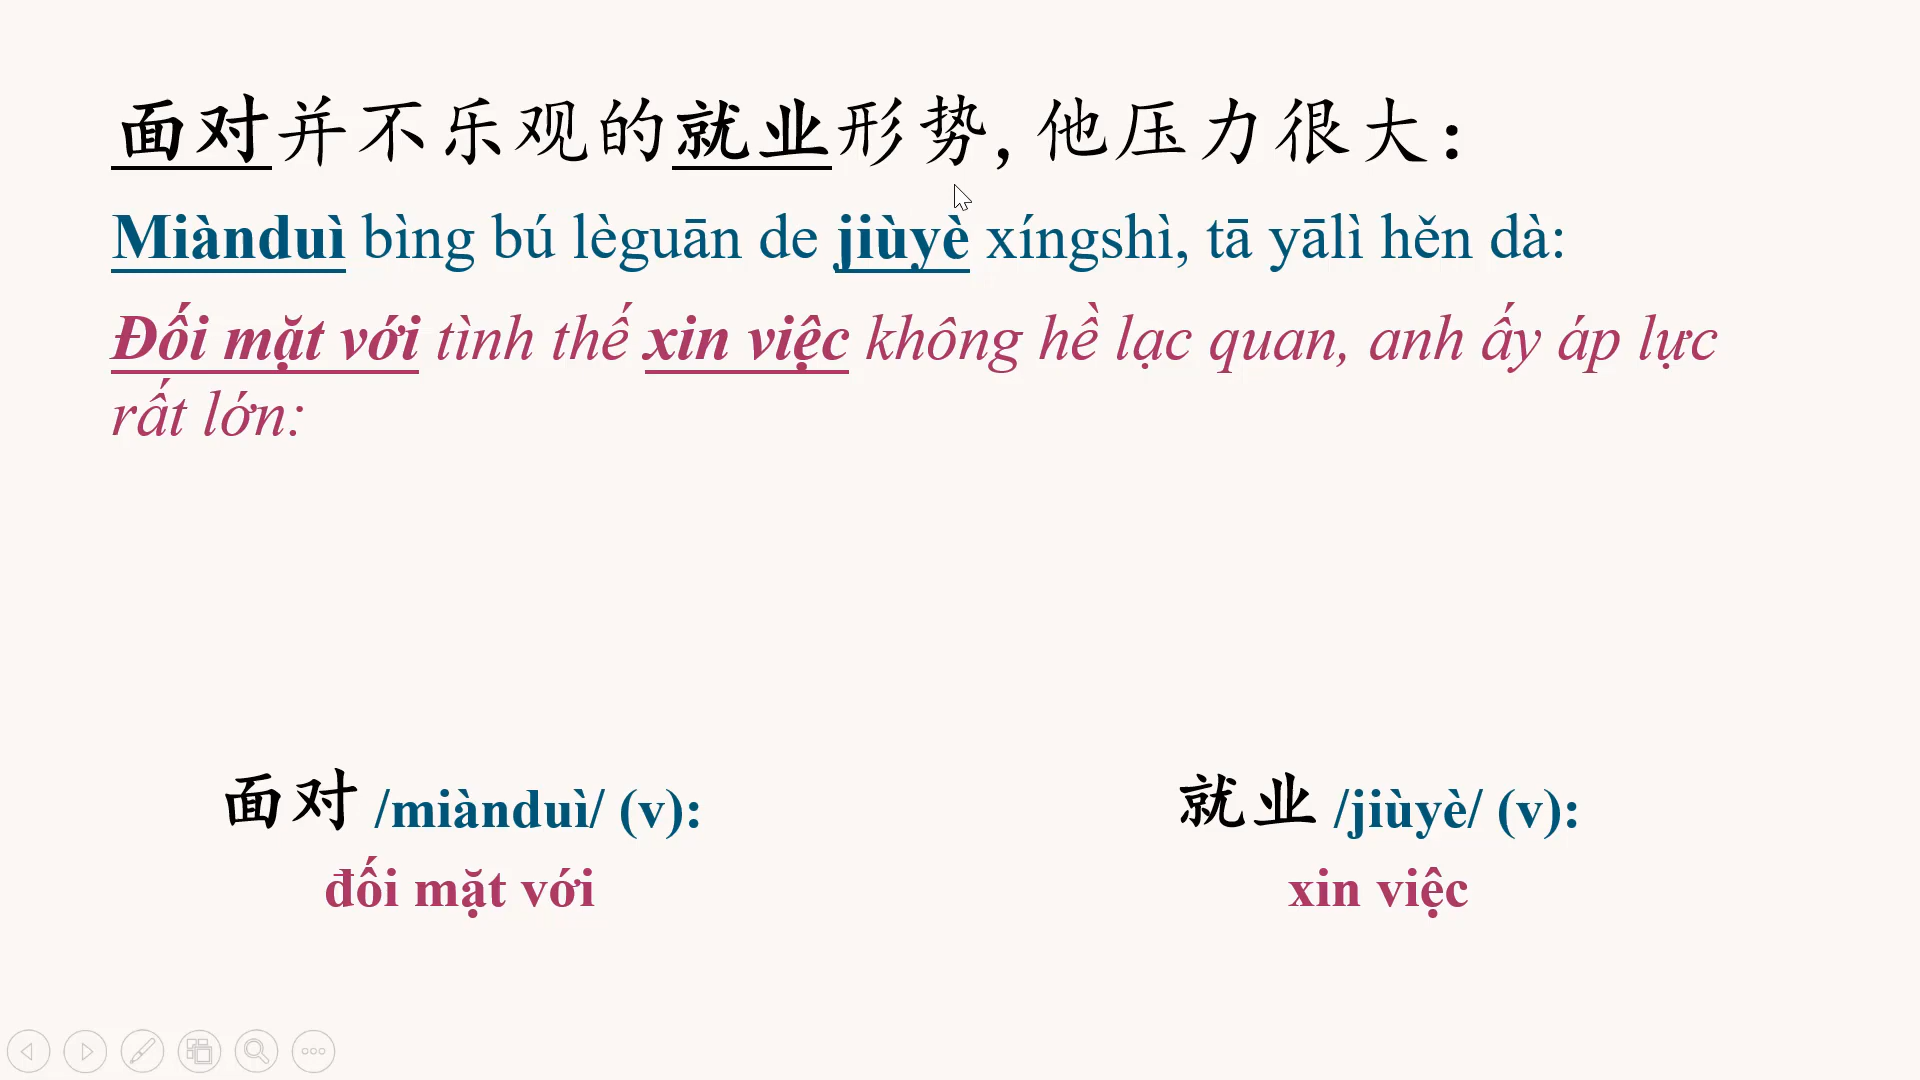 面对并不乐观的就业形势,他压力很大:
Miànduì bìng bú lèguān de jiùyè xíngshì, tā yālì hěn dà:
Đối mặt với tình thế xin việc không hề lạc quan, anh ấy áp lực
rất lớn:
面对 /miànduì/ (v):
đối mặt với
就业 /jiùyè/ (v):
xin việc